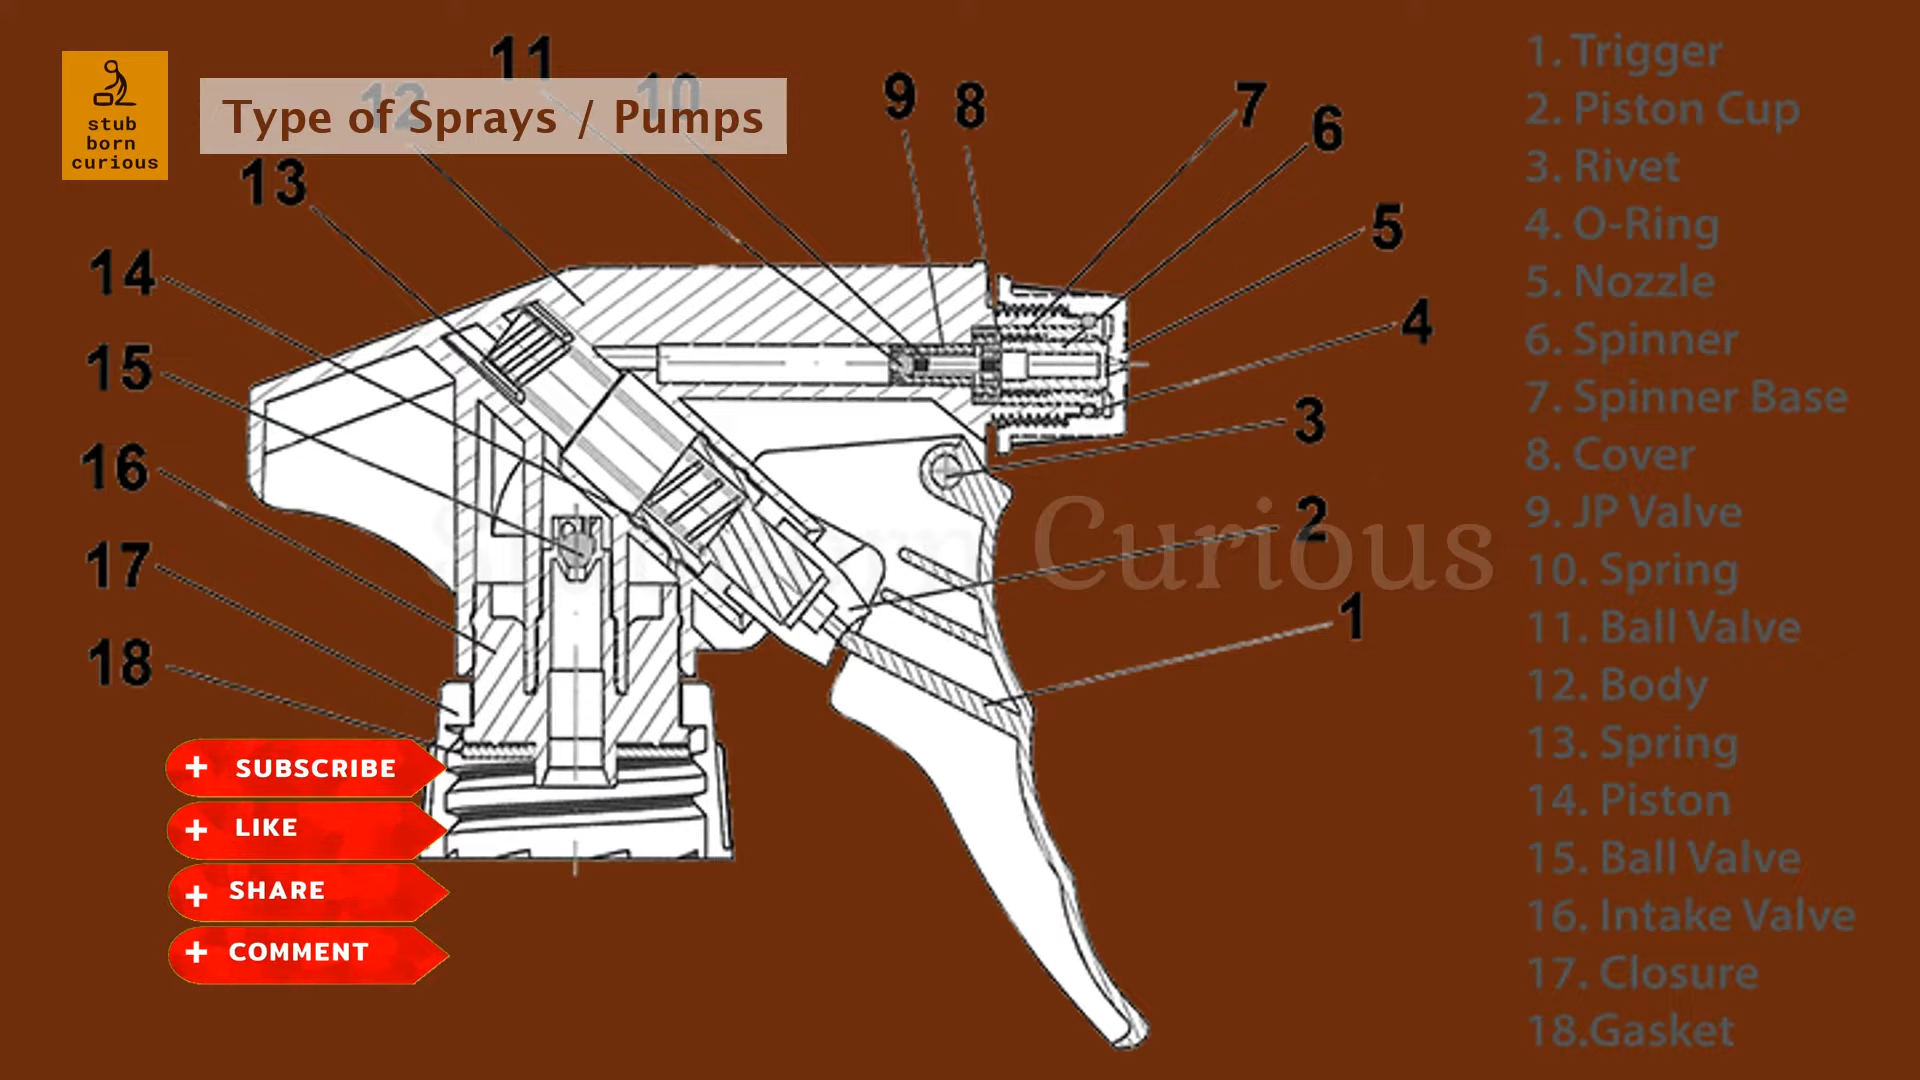 stub
born
curious
Type of Sprays / Pumps
11
12
10
9
8
7
6
13
5
14
4
15
3
16
2
17
1
18
Curious
+ SUBSCRIBE
+ LIKE
+ SHARE
+ COMMENT
1. Trigger
2. Piston Cup
3. Rivet
4. O-Ring
5. Nozzle
6. Spinner
7. Spinner Base
8. Cover
9. JP Valve
10. Spring
11. Ball Valve
12. Body
13. Spring
14. Piston
15. Ball Valve
16. Intake Valve
17. Closure
18.Gasket